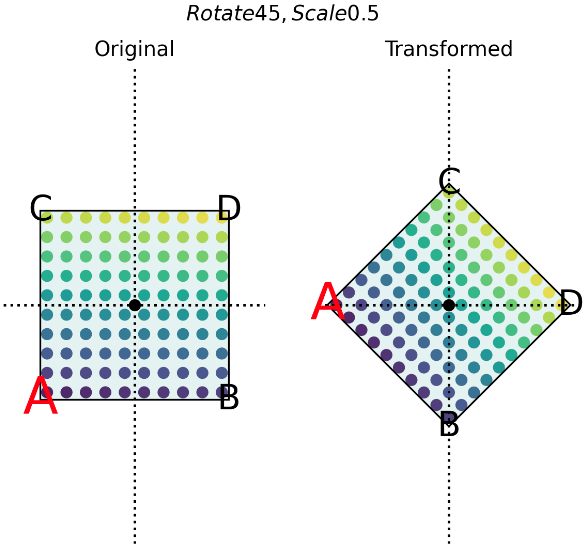 Rotate45, Scale0.5
Original
Transformed
C D
A B
C
A D
B